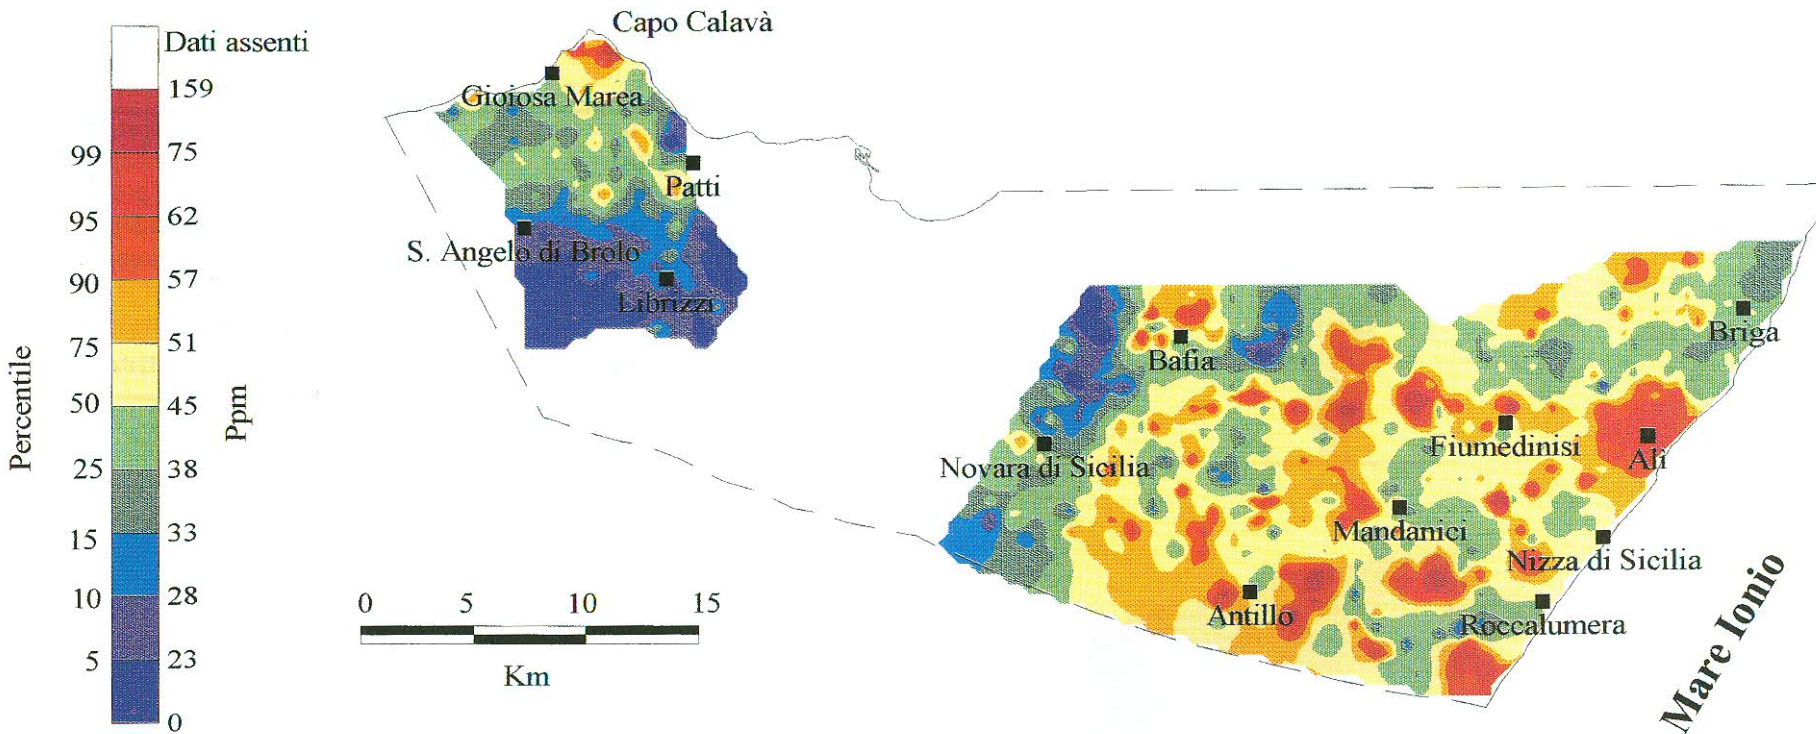 Capo Calavà
Dati assenti
159
99
75
95
62
90
57
75
51
50
45
25
38
15
33
10
28
5
23
0
Percentile
Ppm
Gioiosa Marea
Patti
S. Angelo di Brolo
Librizzi
Bafia
Briga
Novara di Sicilia
Fiumedinisi
Alì
Mandanici
Nizza di Sicilia
Antillo
Roccalumera
0 5 10 15
Km
Mare Ionio